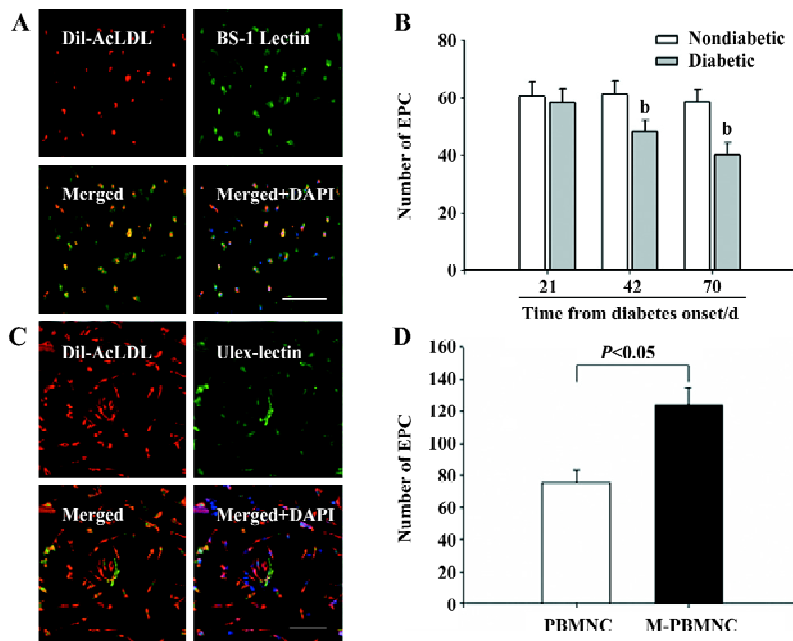 A
Dil-AcLDL
BS-1 Lectin
Merged
Merged+DAPI
B
80
60
40
20
0
Number of EPC
Nondiabetic
Diabetic
b
b
21 42 70
Time from diabetes onset/d
C
Dil-AcLDL
Ulex-lectin
Merged
Merged+DAPI
D
160
140
120
100
80
60
40
20
0
Number of EPC
P<0.05
PBMNC M-PBMNC